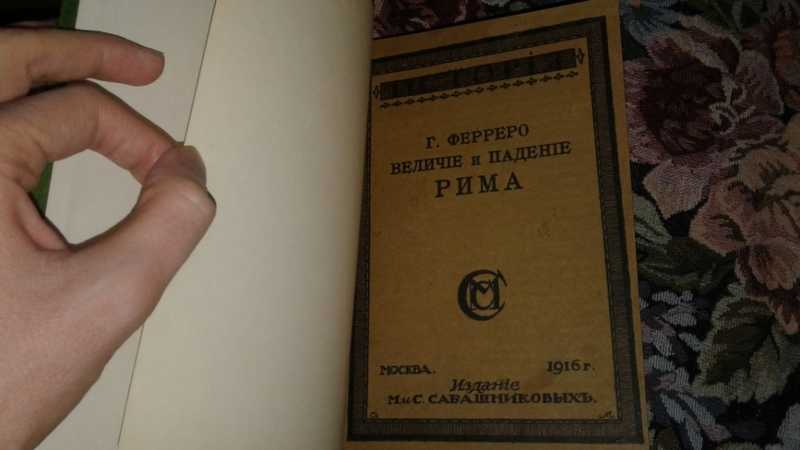 Г. ФЕРРЕРО
ВЕЛИЧІЕ и ПАДЕНІЕ
РИМА
МОСКВА. 1916 г.
Изданіе
М. и С. САБАШНИКОВЫХЪ.